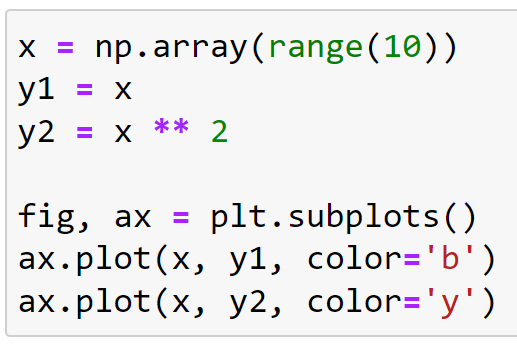 x = np.array(range(10))
y1 = x
y2 = x ** 2

fig, ax = plt.subplots()
ax.plot(x, y1, color='b')
ax.plot(x, y2, color='y')